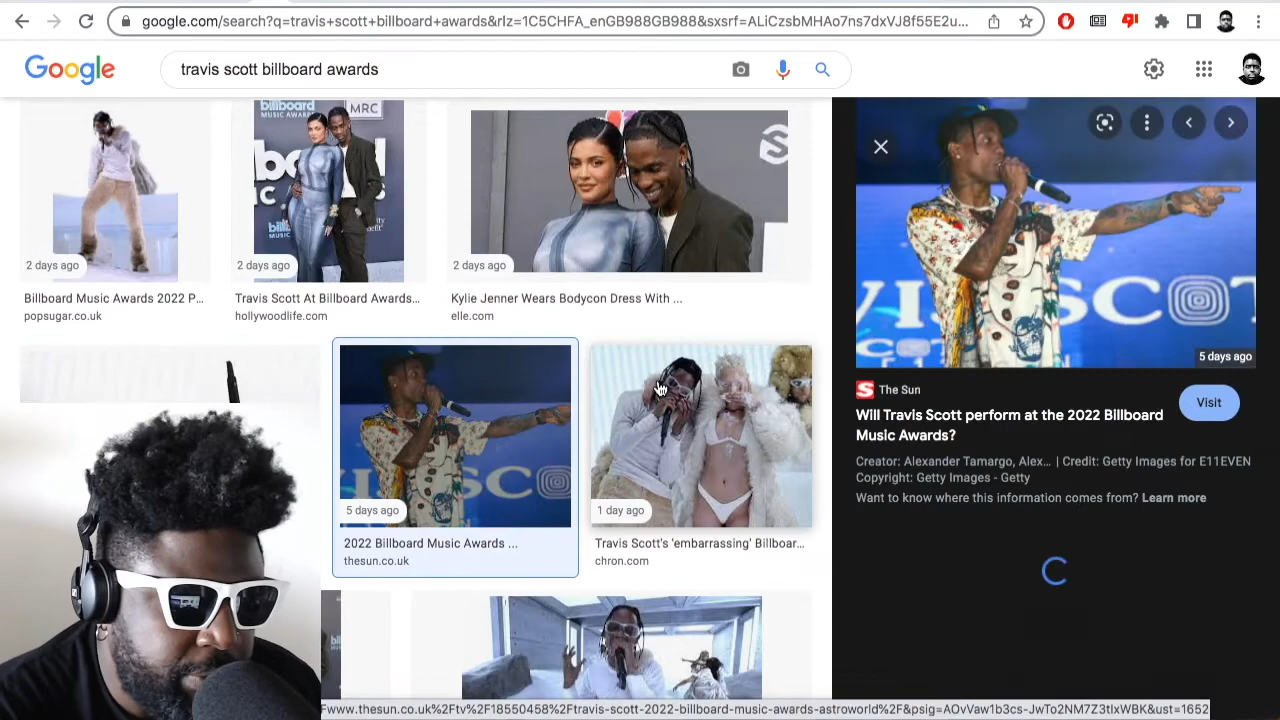 google.com/search?q=travis+scott+billboard+awards&rlz=1C5CHFA_enGB988GB988&sxsrf=ALiCzsbMHAo7ns7dxVJ8f55E2u...
Google
travis scott billboard awards
billboard
MUSIC AWARDS
MRC
2 days ago
2 days ago
2 days ago
Billboard Music Awards 2022 P...
popsugar.co.uk
Travis Scott At Billboard Awards...
hollywoodlife.com
Kylie Jenner Wears Bodycon Dress With ...
elle.com
5 days ago
1 day ago
2022 Billboard Music Awards ...
thesun.co.uk
Travis Scott's 'embarrassing' Billboar...
chron.com
5 days ago
The Sun
Visit
Will Travis Scott perform at the 2022 Billboard
Music Awards?
Creator: Alexander Tamargo, Alex... | Credit: Getty Images for E11EVEN
Copyright: Getty Images - Getty
Want to know where this information comes from? Learn more
www.thesun.co.uk%2Ftv%2F18550458%2Ftravis-scott-2022-billboard-music-awards-astroworld%2F&psig=AOvVaw1b3cs-JwTo2NM7Z3tIxWBK&ust=1652